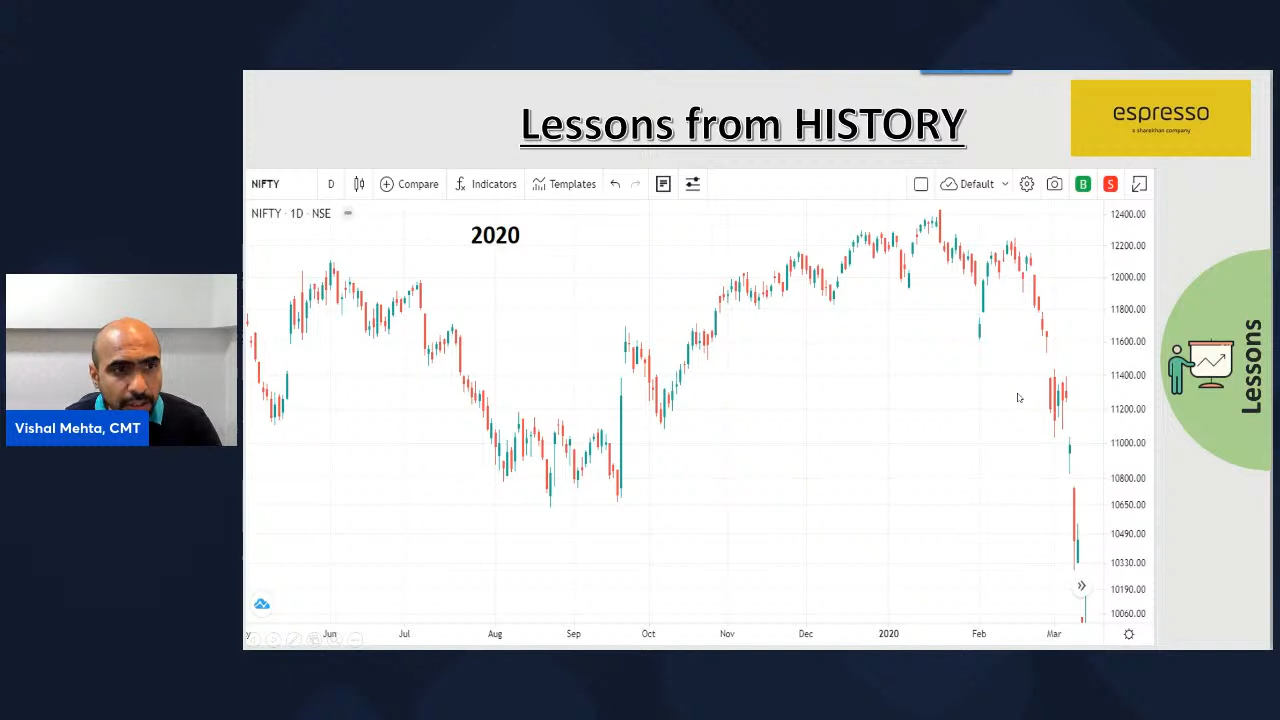 Lessons from HISTORY
espresso
a sharekhan company
NIFTY
D
Compare
Indicators
Templates
Default
B
S
NIFTY · 1D · NSE
2020
12400.00
12200.00
12000.00
11800.00
11600.00
11400.00
11200.00
11000.00
10800.00
10650.00
10490.00
10330.00
10190.00
10060.00
Lessons
Vishal Mehta, CMT
y
Jun
Jul
Aug
Sep
Oct
Nov
Dec
2020
Feb
Mar